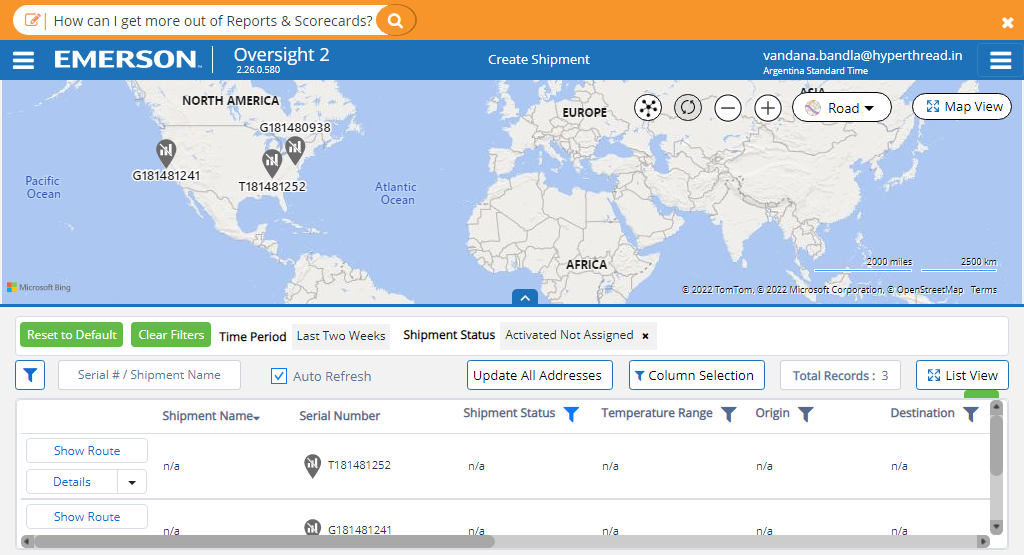 How can I get more out of Reports & Scorecards?
EMERSON
Oversight 2
2.26.0.580
Create Shipment
vandana.bandla@hyperthread.in
Argentina Standard Time
NORTH AMERICA
EUROPE
ASIA
Road
Map View
G181480938
G181481241
T181481252
Pacific
Ocean
Atlantic
Ocean
AFRICA
2000 miles
2500 km
Microsoft Bing
© 2022 TomTom, © 2022 Microsoft Corporation, © OpenStreetMap Terms
Reset to Default
Clear Filters
Time Period
Last Two Weeks
Shipment Status
Activated Not Assigned
Serial # / Shipment Name
Auto Refresh
Update All Addresses
Column Selection
Total Records : 3
List View
Shipment Name
Serial Number
Shipment Status
Temperature Range
Origin
Destination
Show Route
Details
n/a
T181481252
n/a
n/a
n/a
n/a
Show Route
n/a
G181481241
n/a
n/a
n/a
n/a